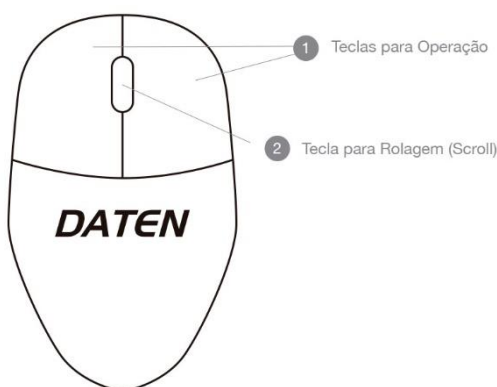 1 Teclas para Operação
2 Tecla para Rolagem (Scroll)
DATEN